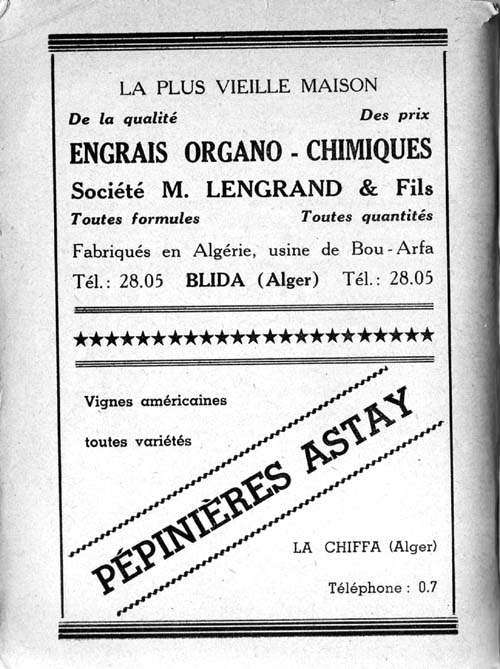 LA PLUS VIEILLE MAISON
De la qualité Des prix
ENGRAIS ORGANO - CHIMIQUES
Société M. LENGRAND & Fils
Toutes formules Toutes quantités
Fabriqués en Algérie, usine de Bou-Arfa
Tél.: 28.05 BLIDA (Alger) Tél.: 28.05
Vignes américaines
toutes variétés
PÉPINIÈRES ASTAY
LA CHIFFA (Alger)
Téléphone : 0.7